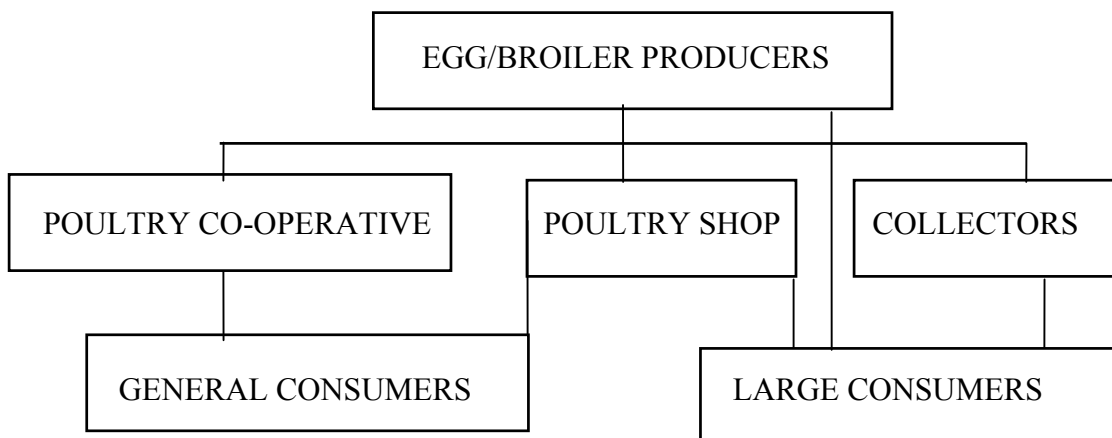 EGG/BROILER PRODUCERS
POULTRY CO-OPERATIVE
POULTRY SHOP
COLLECTORS
GENERAL CONSUMERS
LARGE CONSUMERS